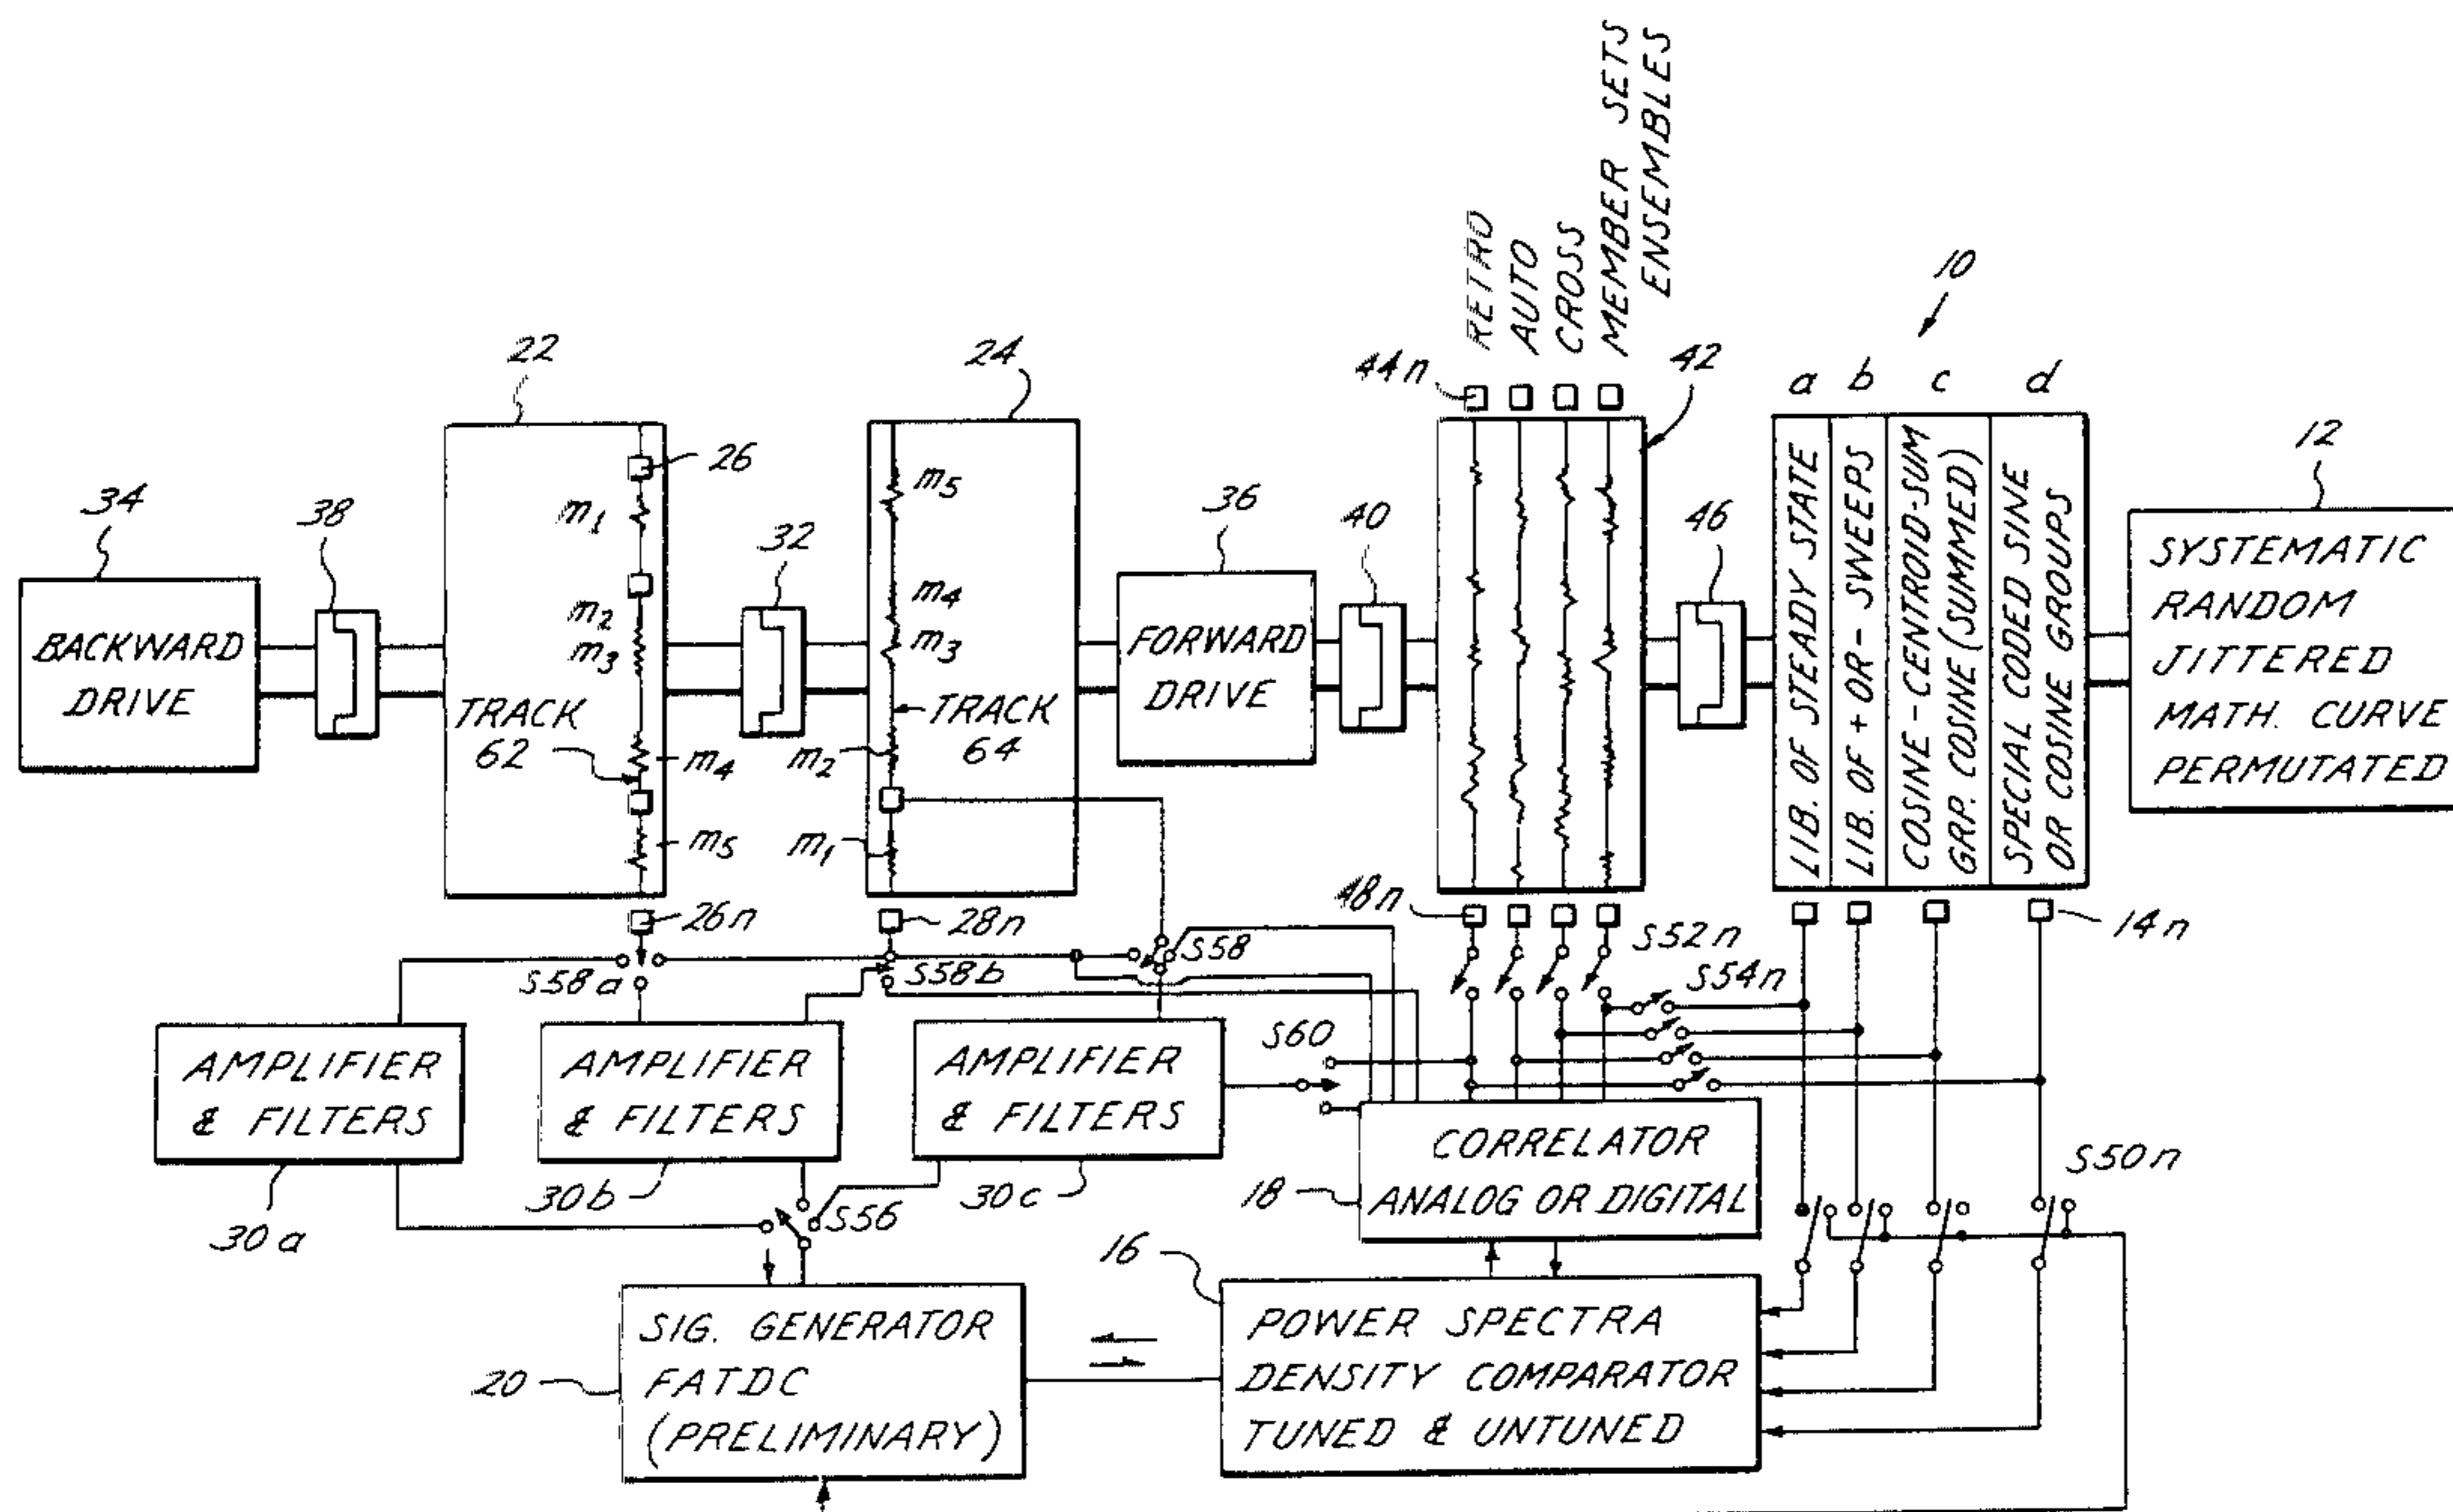 RETRO
AUTO
CROSS
MEMBER SETS
ENSEMBLES
10
22
24
44n
42
a
b
c
d
12
34
38
26
32
36
40
46
m1
m2
m3
m4
m5
m5
m4
m3
m2
m1
BACKWARD
DRIVE
TRACK
62
TRACK
64
FORWARD
DRIVE
LIB. OF STEADY STATE
LIB. OF + OR - SWEEPS
COSINE - CENTROID-SUM
GRP. COSINE (SUMMED)
SPECIAL CODED SINE
OR COSINE GROUPS
SYSTEMATIC
RANDOM
JITTERED
MATH. CURVE
PERMUTATED
26n
28n
48n
14n
S58a
S58b
S58
S52n
S54n
S60
AMPLIFIER
& FILTERS
AMPLIFIER
& FILTERS
AMPLIFIER
& FILTERS
CORRELATOR
ANALOG OR DIGITAL
18
S50n
30a
30b
30c
S56
16
SIG. GENERATOR
FATDC
(PRELIMINARY)
20
POWER SPECTRA
DENSITY COMPARATOR
TUNED & UNTUNED